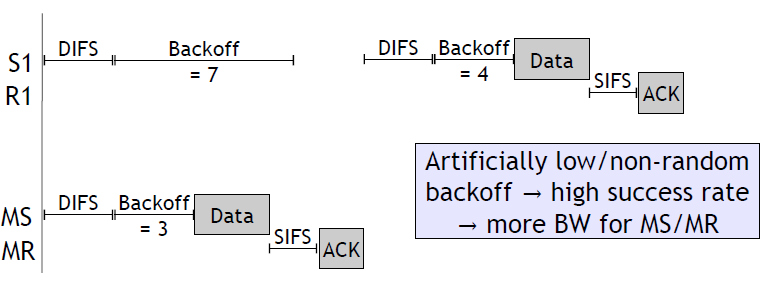 DIFS Backoff DIFS Backoff
S1 = 7 = 4 Data
R1 SIFS ACK
Artificially low/non-random
backoff → high success rate
→ more BW for MS/MR
DIFS Backoff
MS = 3 Data
MR SIFS ACK